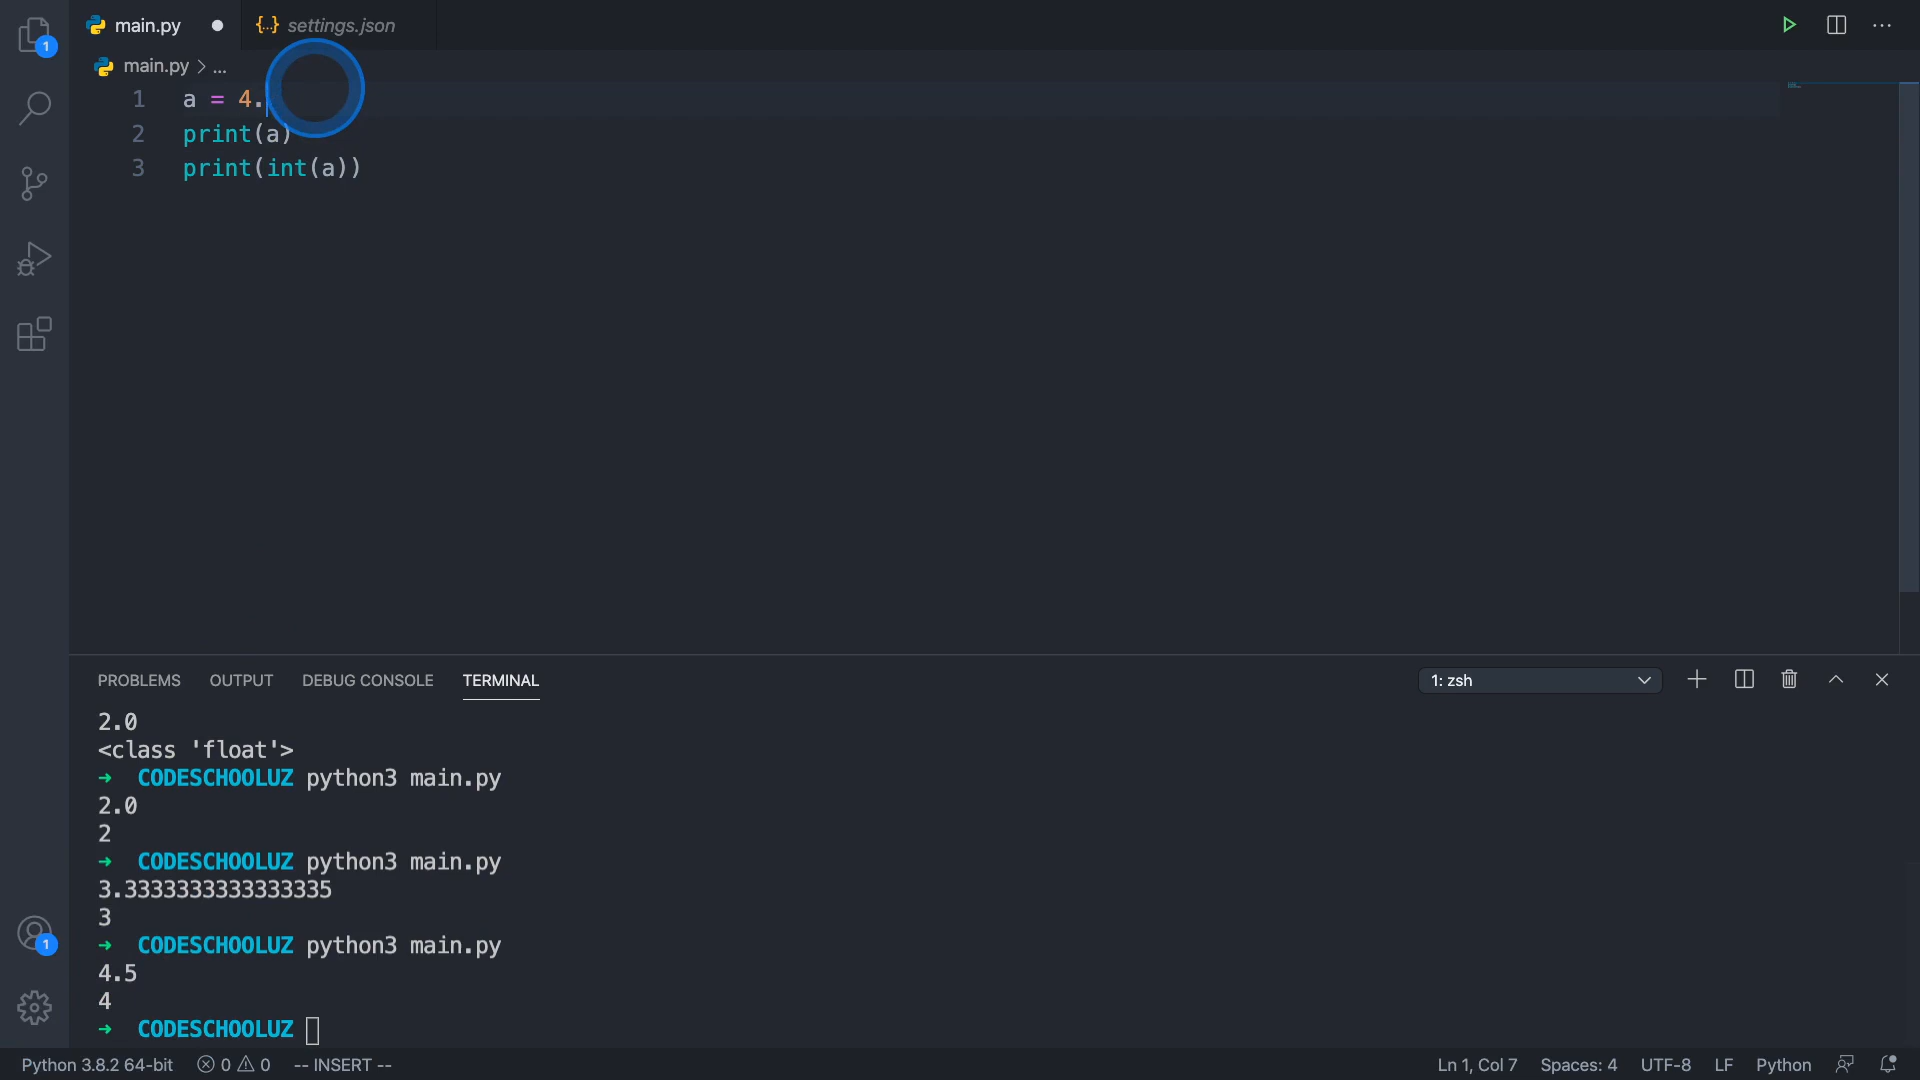 1
main.py
{..} settings.json
main.py > ...
1 a = 4.
2 print(a)
3 print(int(a))
PROBLEMS OUTPUT DEBUG CONSOLE TERMINAL 1: zsh
2.0
<class 'float'>
→ CODESCHOOLUZ python3 main.py
2.0
2
→ CODESCHOOLUZ python3 main.py
3.3333333333333335
3
→ CODESCHOOLUZ python3 main.py
1
4.5
4
→ CODESCHOOLUZ
Python 3.8.2 64-bit 0 0 -- INSERT -- Ln 1, Col 7 Spaces: 4 UTF-8 LF Python